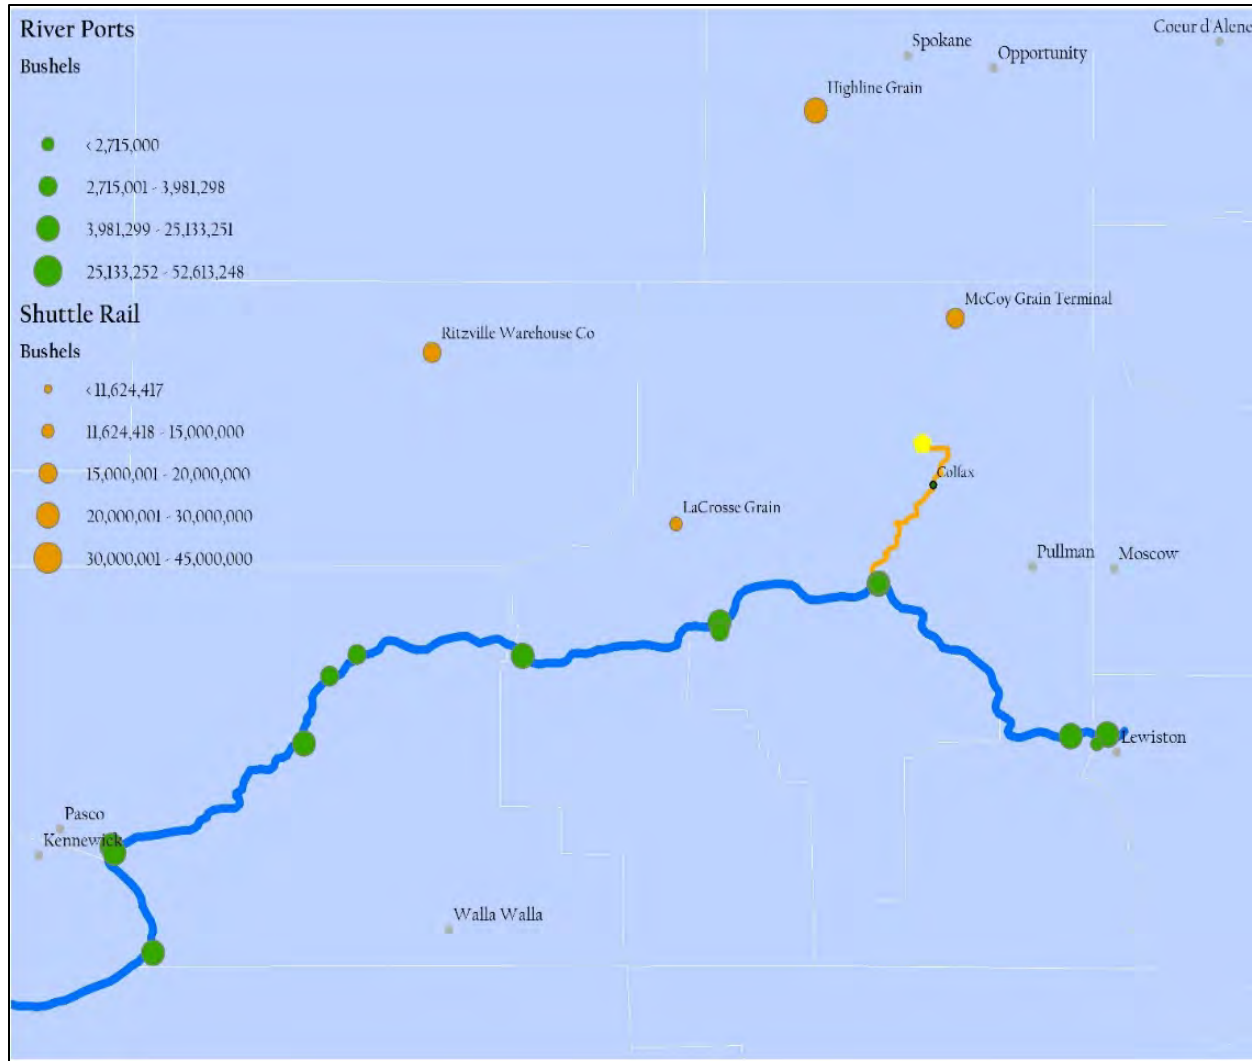 River Ports
Bushels
< 2,715,000
2,715,001 - 3,981,298
3,981,299 - 25,133,251
25,133,252 - 52,613,248
Shuttle Rail
Bushels
< 11,624,417
11,624,418 - 15,000,000
15,000,001 - 20,000,000
20,000,001 - 30,000,000
30,000,001 - 45,000,000
Coeur d'Alene
Spokane
Opportunity
Highline Grain
McCoy Grain Terminal
Ritzville Warehouse Co
Colfax
LaCrosse Grain
Pullman
Moscow
Lewiston
Pasco
Kennewick
Walla Walla